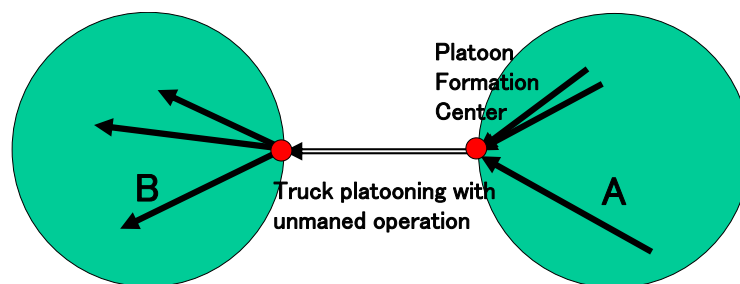 Platoon
Formation
Center
B
Truck platooning with
unmaned operation
A